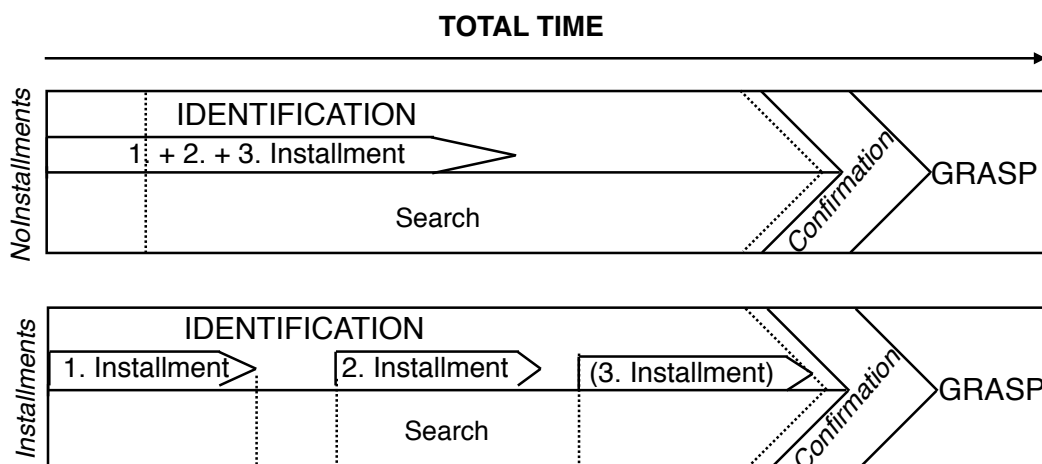 TOTAL TIME
NoInstallments
IDENTIFICATION
1. + 2. + 3. Installment
Search
Confirmation
GRASP
Installments
IDENTIFICATION
1. Installment
2. Installment
(3. Installment)
Search
Confirmation
GRASP